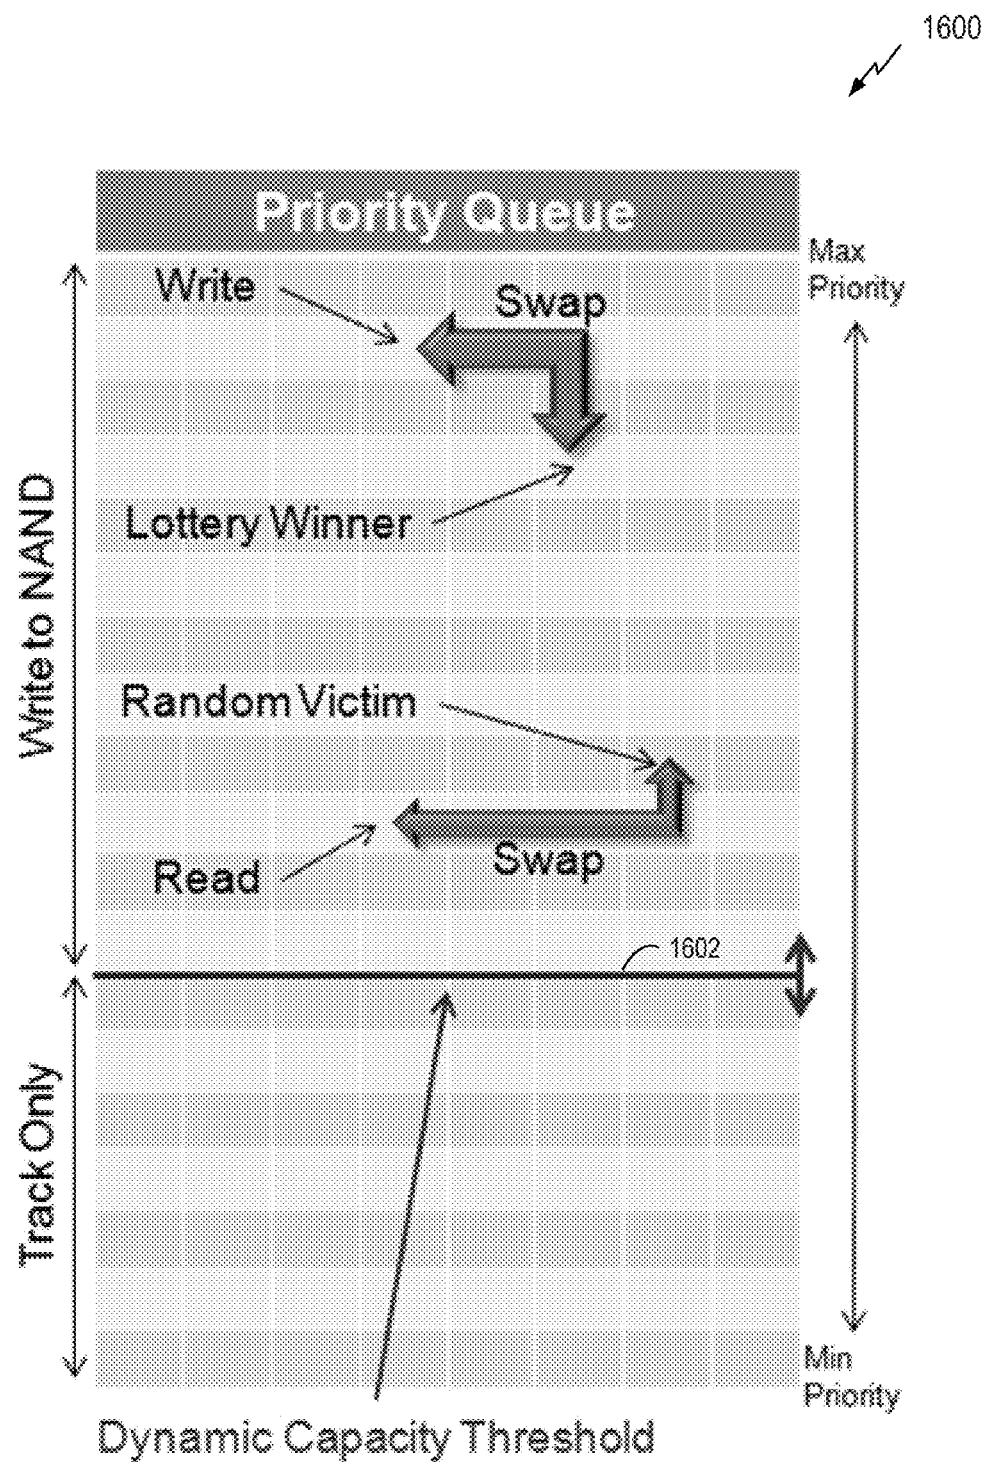 1600
Priority Queue
Max
Priority
Write
Swap
Lottery Winner
Write to NAND
Random Victim
Swap
Read
1602
Track Only
Min
Priority
Dynamic Capacity Threshold